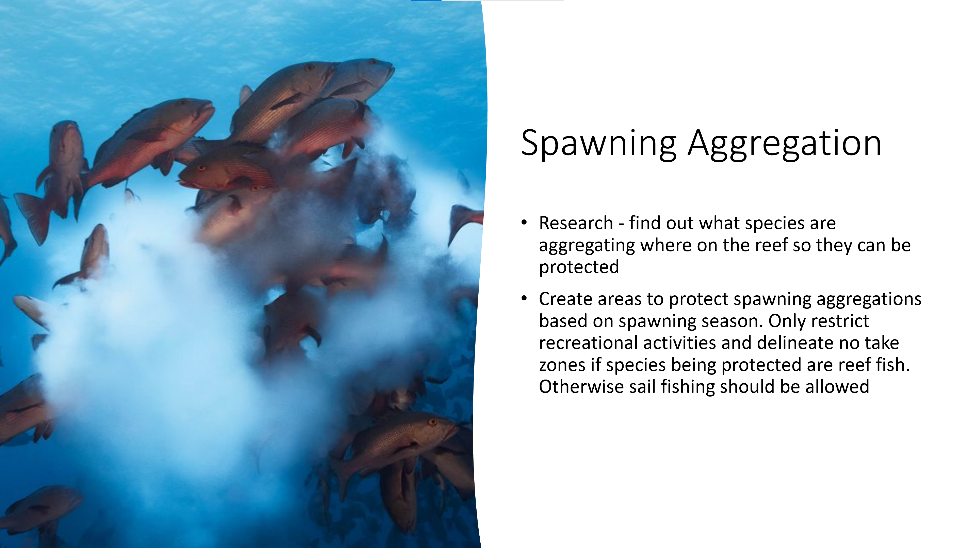 Spawning Aggregation
• Research - find out what species are
aggregating where on the reef so they can be
protected
• Create areas to protect spawning aggregations
based on spawning season. Only restrict
recreational activities and delineate no take
zones if species being protected are reef fish.
Otherwise sail fishing should be allowed